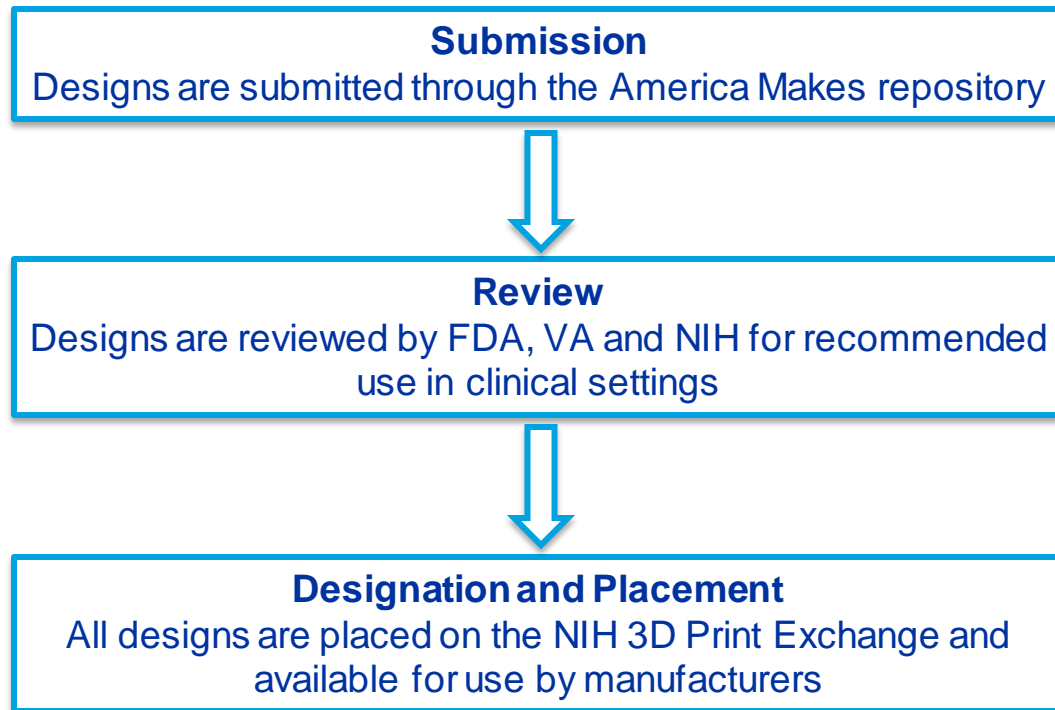 Submission
Designs are submitted through the America Makes repository
Review
Designs are reviewed by FDA, VA and NIH for recommended
use in clinical settings
Designation and Placement
All designs are placed on the NIH 3D Print Exchange and
available for use by manufacturers